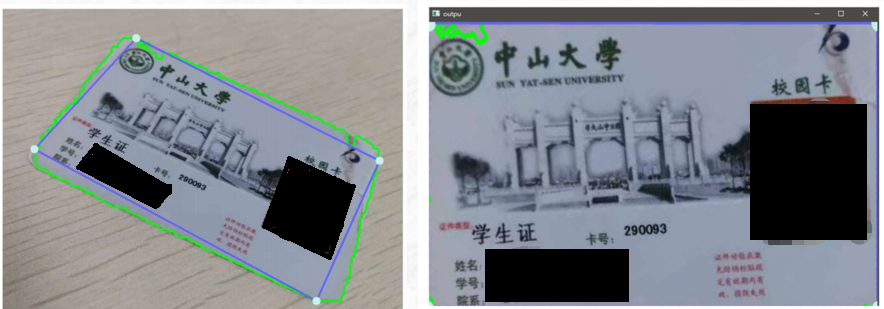 中山大學
SUN YAT-SEN UNIVERSITY
校园卡
证件类型:
学生证
卡号: 290093
姓名:
学号:
院系:
outpu
中山大學
SUN YAT-SEN UNIVERSITY
校园卡
证件类型:
学生证
卡号: 290093
姓名:
学号:
院系: